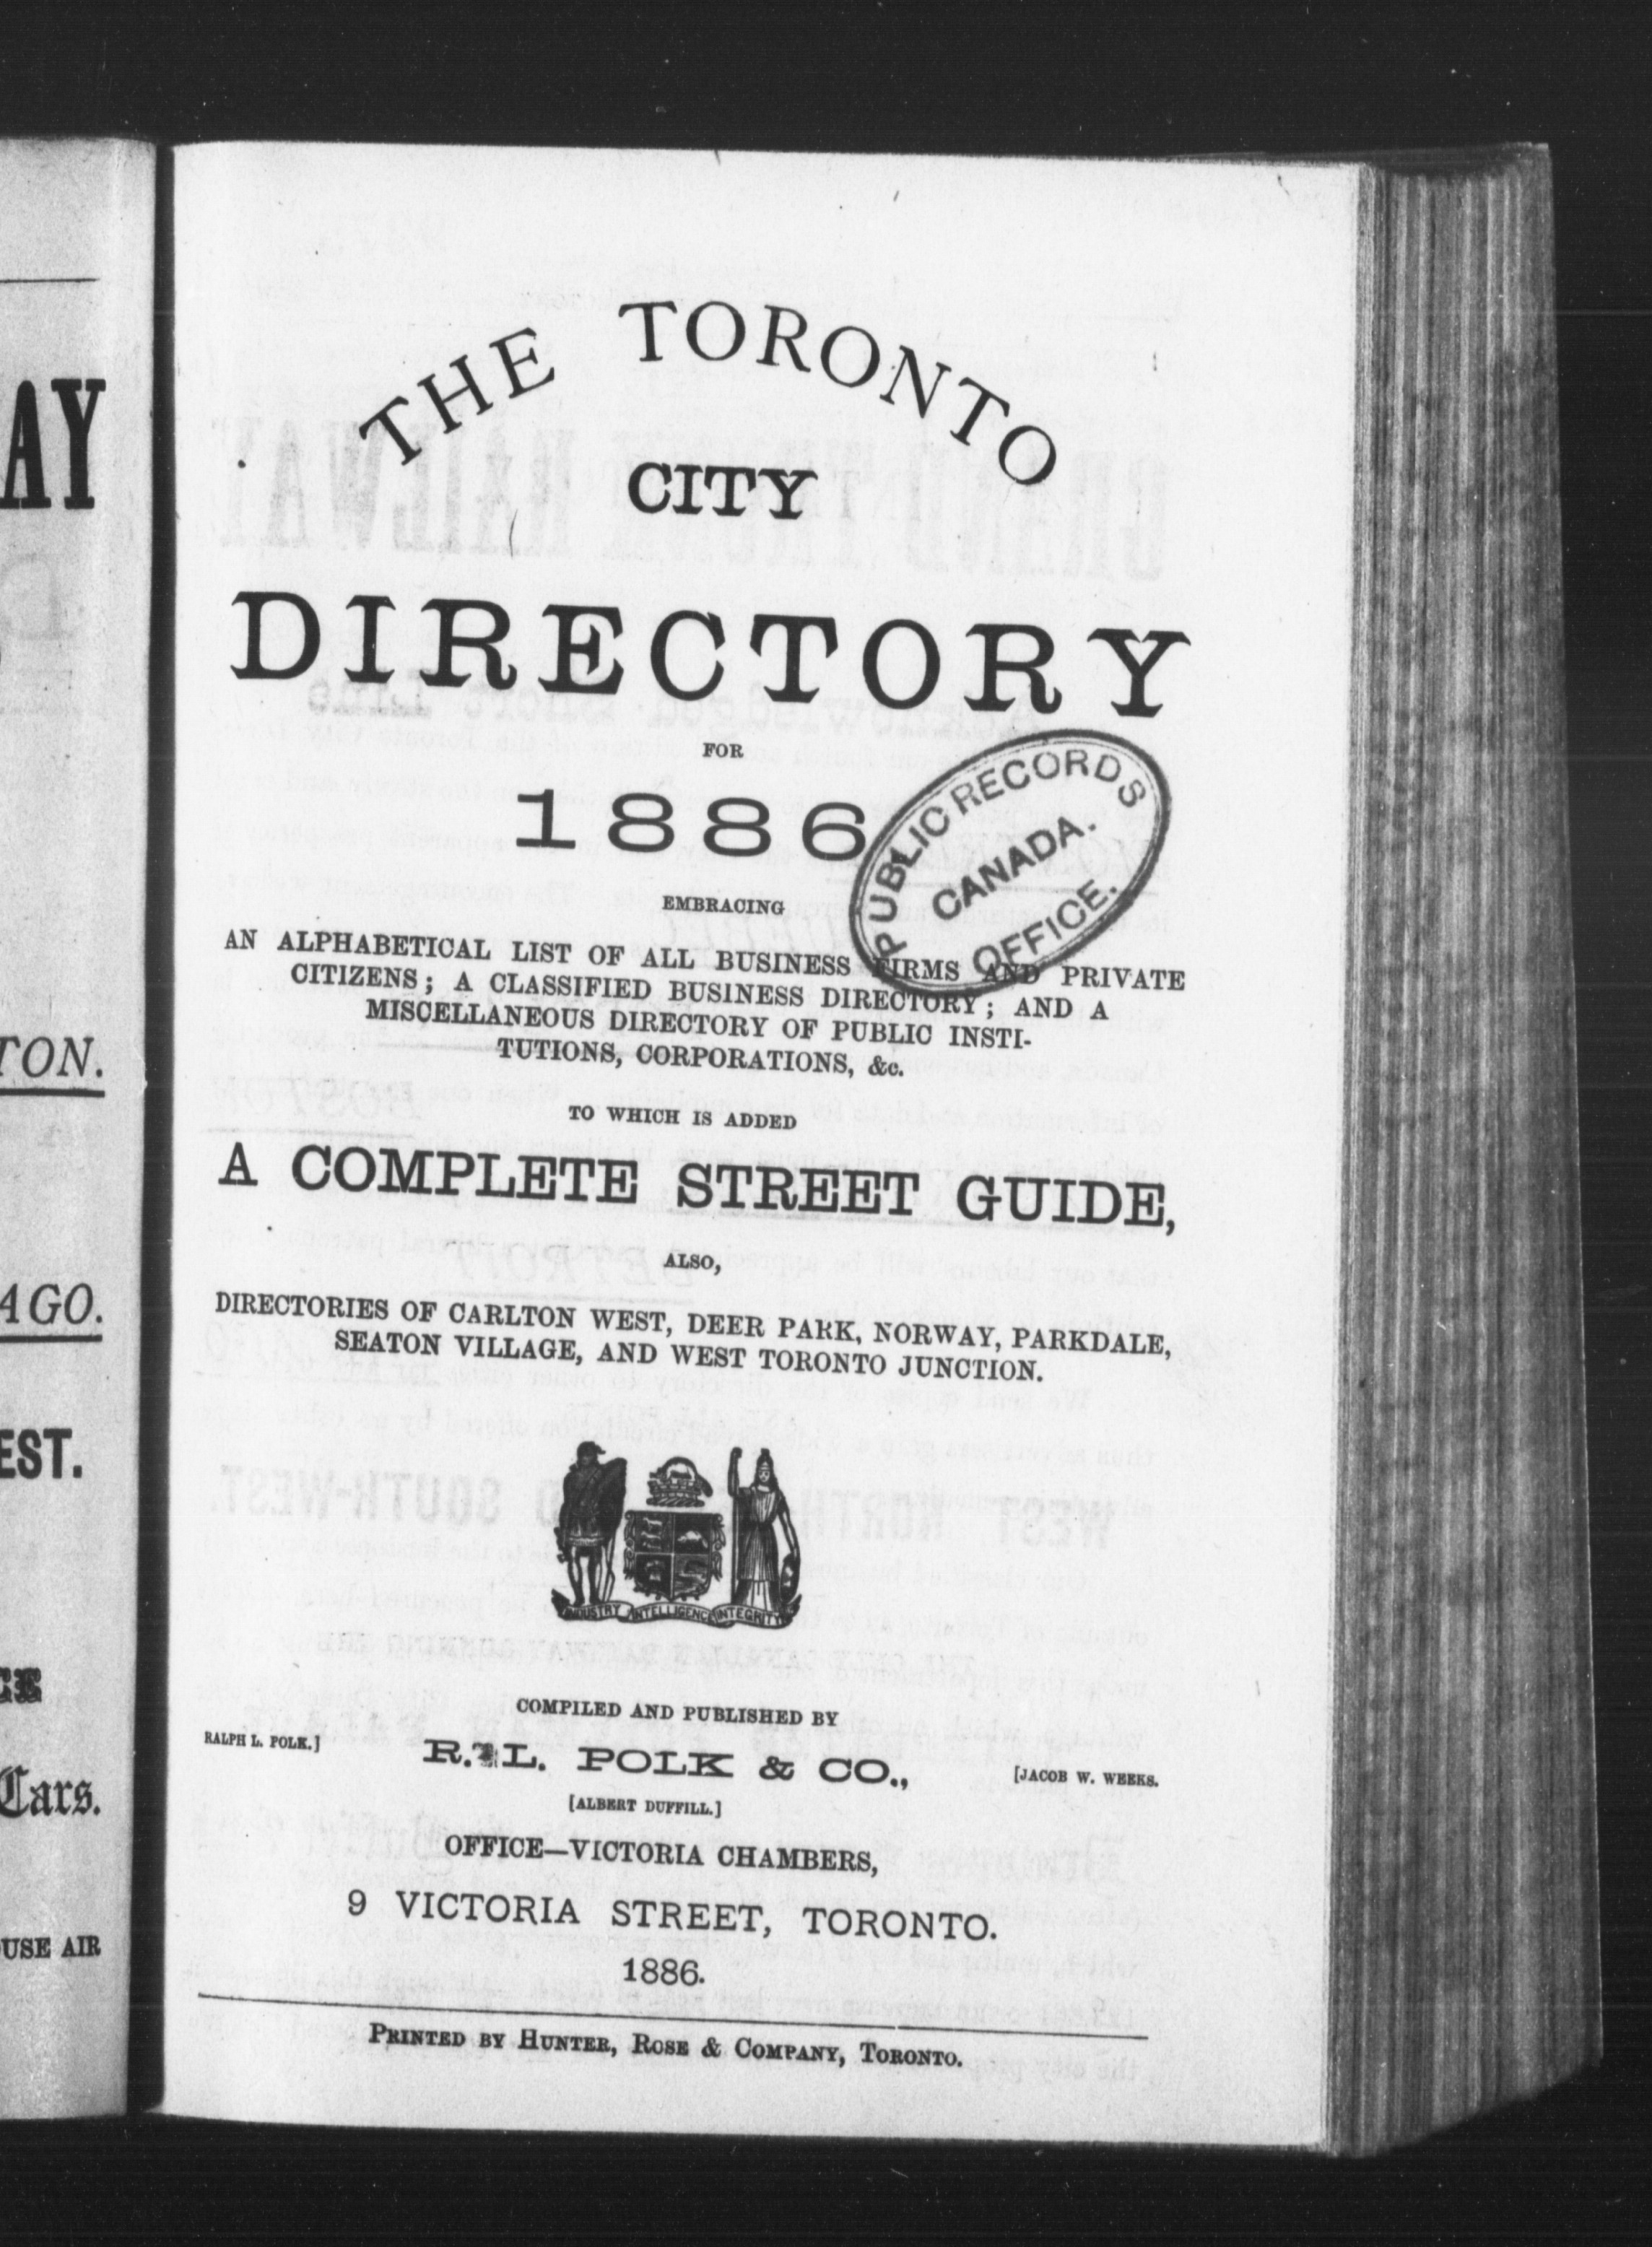 AY
TON.
AGO.
EST.
CE
Cars.
OUSE AIR
THE TORONTO
CITY
DIRECTORY
FOR
1886
PUBLIC RECORDS
CANADA.
OFFICE.
EMBRACING
AN ALPHABETICAL LIST OF ALL BUSINESS FIRMS AND PRIVATE
CITIZENS; A CLASSIFIED BUSINESS DIRECTORY; AND A
MISCELLANEOUS DIRECTORY OF PUBLIC INSTI-
TUTIONS, CORPORATIONS, &c.
TO WHICH IS ADDED
A COMPLETE STREET GUIDE,
ALSO,
DIRECTORIES OF CARLTON WEST, DEER PARK, NORWAY, PARKDALE,
SEATON VILLAGE, AND WEST TORONTO JUNCTION.
INDUSTRY INTELLIGENCE INTEGRITY
COMPILED AND PUBLISHED BY
RALPH L. POLK.] R. L. POLK & CO., [JACOB W. WEEKS.
[ALBERT DUFFILL.]
OFFICE—VICTORIA CHAMBERS,
9 VICTORIA STREET, TORONTO.
1886.
PRINTED BY HUNTER, ROSE & COMPANY, TORONTO.